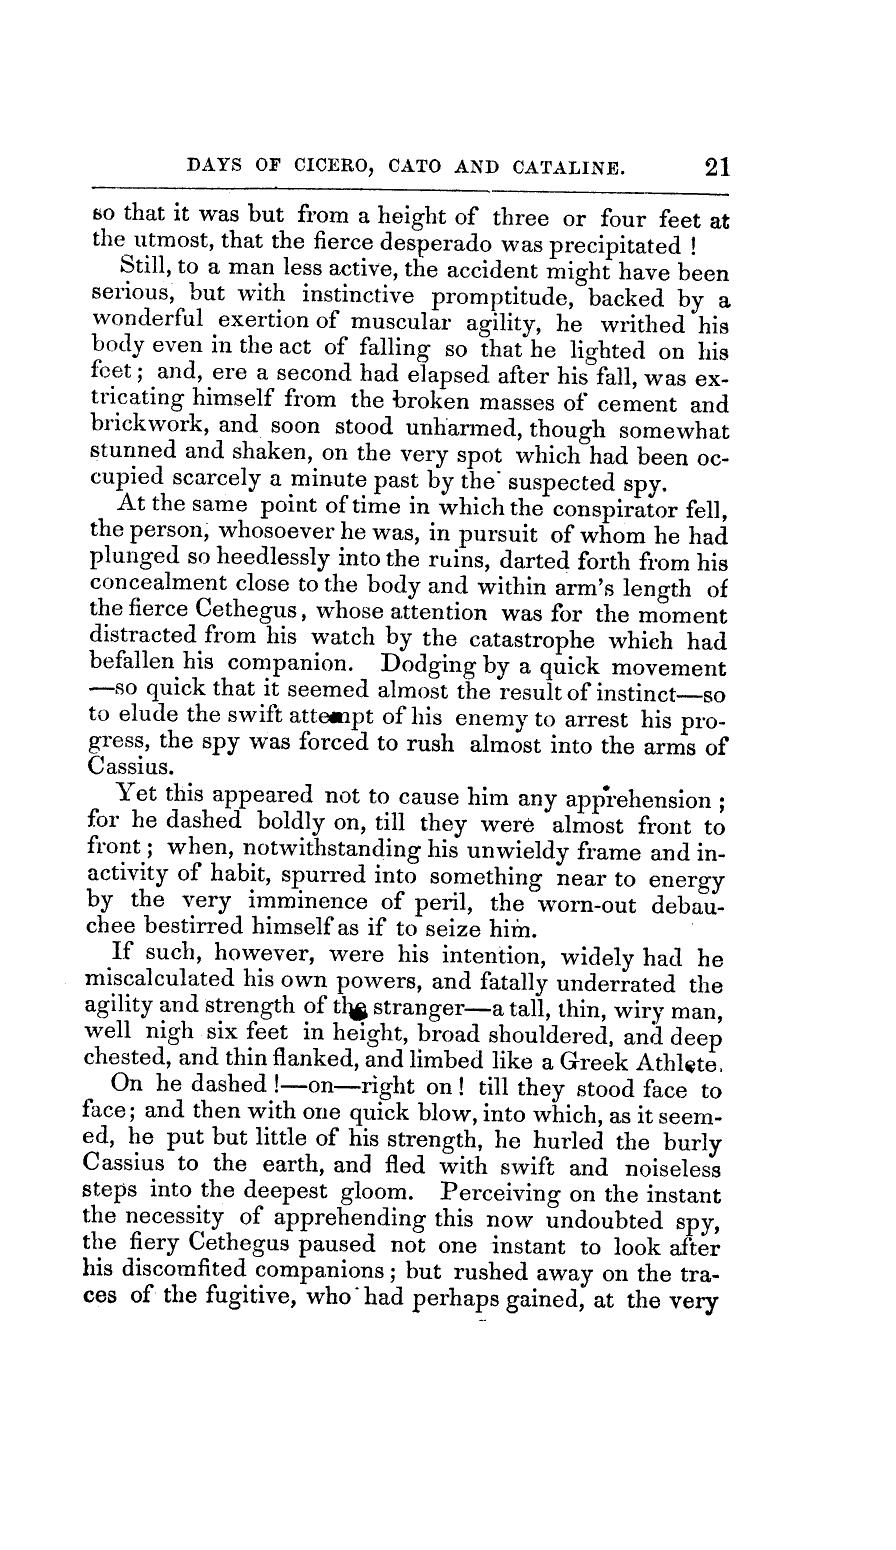 DAYS OF CICERO, CATO AND CATALINE. 21
so that it was but from a height of three or four feet at
the utmost, that the fierce desperado was precipitated !
Still, to a man less active, the accident might have been
serious, but with instinctive promptitude, backed by a
wonderful exertion of muscular agility, he writhed his
body even in the act of falling so that he lighted on his
feet ; and, ere a second had elapsed after his fall, was ex-
tricating himself from the broken masses of cement and
brickwork, and soon stood unharmed, though somewhat
stunned and shaken, on the very spot which had been oc-
cupied scarcely a minute past by the suspected spy.
At the same point of time in which the conspirator fell,
the person, whosoever he was, in pursuit of whom he had
plunged so heedlessly into the ruins, darted forth from his
concealment close to the body and within arm's length of
the fierce Cethegus, whose attention was for the moment
distracted from his watch by the catastrophe which had
befallen his companion. Dodging by a quick movement
—so quick that it seemed almost the result of instinct—so
to elude the swift attempt of his enemy to arrest his pro-
gress, the spy was forced to rush almost into the arms of
Cassius.
Yet this appeared not to cause him any apprehension ;
for he dashed boldly on, till they were almost front to
front ; when, notwithstanding his unwieldy frame and in-
activity of habit, spurred into something near to energy
by the very imminence of peril, the worn-out debau-
chee bestirred himself as if to seize him.
If such, however, were his intention, widely had he
miscalculated his own powers, and fatally underrated the
agility and strength of the stranger—a tall, thin, wiry man,
well nigh six feet in height, broad shouldered, and deep
chested, and thin flanked, and limbed like a Greek Athlete.
On he dashed !—on—right on ! till they stood face to
face; and then with one quick blow, into which, as it seem-
ed, he put but little of his strength, he hurled the burly
Cassius to the earth, and fled with swift and noiseless
steps into the deepest gloom. Perceiving on the instant
the necessity of apprehending this now undoubted spy,
the fiery Cethegus paused not one instant to look after
his discomfited companions ; but rushed away on the tra-
ces of the fugitive, who had perhaps gained, at the very